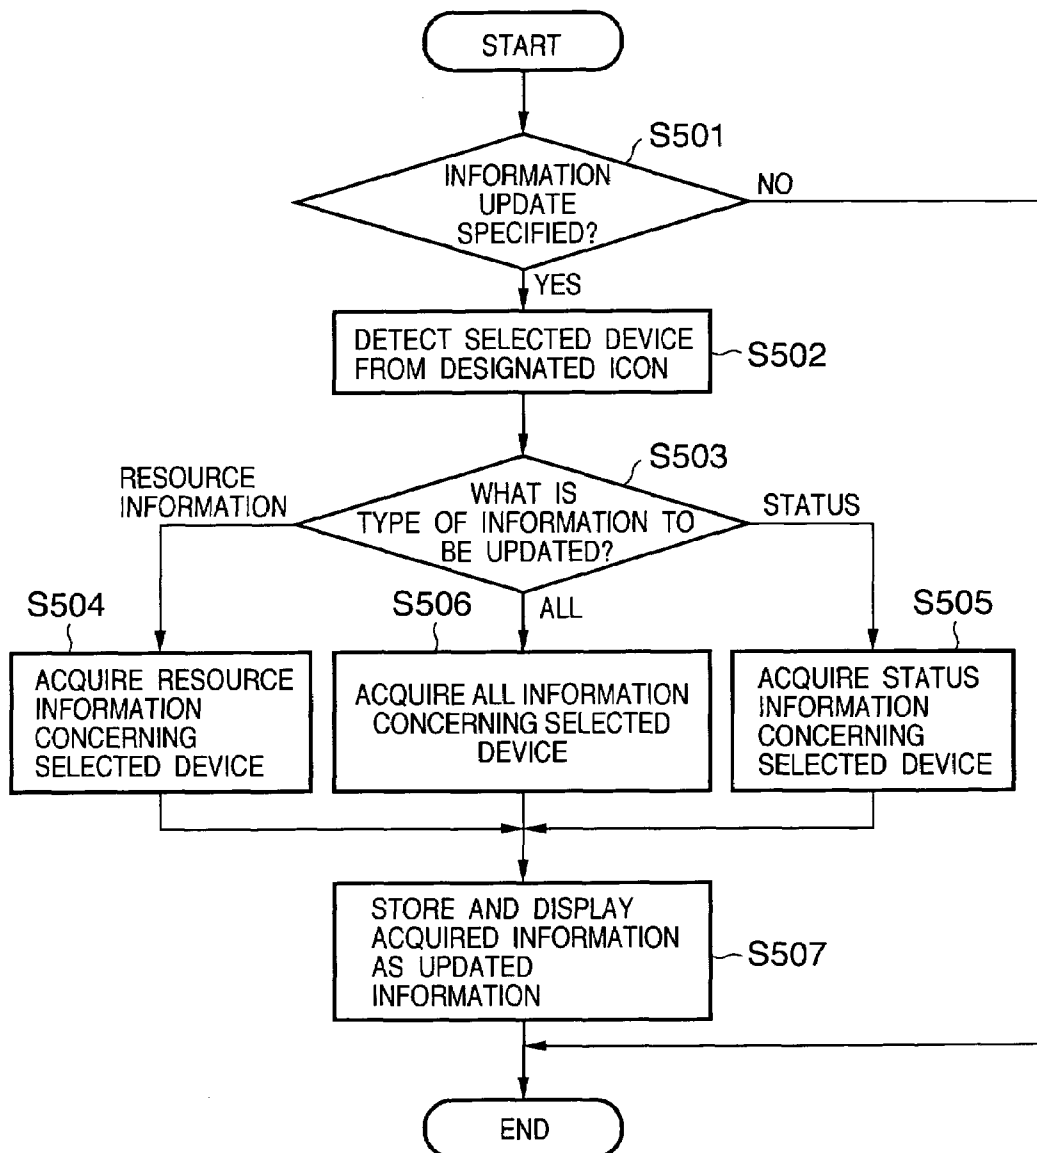 START
S501
INFORMATION
UPDATE
SPECIFIED?
NO
YES
DETECT SELECTED DEVICE
FROM DESIGNATED ICON
S502
S503
RESOURCE
INFORMATION
WHAT IS
TYPE OF INFORMATION TO
BE UPDATED?
STATUS
ALL
S504
ACQUIRE RESOURCE
INFORMATION
CONCERNING
SELECTED DEVICE
S506
ACQUIRE ALL INFORMATION
CONCERNING SELECTED
DEVICE
S505
ACQUIRE STATUS
INFORMATION
CONCERNING
SELECTED DEVICE
STORE AND DISPLAY
ACQUIRED INFORMATION
AS UPDATED
INFORMATION
S507
END